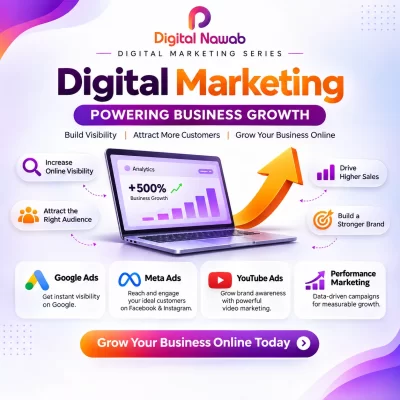 Digital Nawab
DIGITAL MARKETING SERIES
Digital Marketing
POWERING BUSINESS GROWTH
Build Visibility | Attract More Customers | Grow Your Business Online
Increase
Online Visibility
Attract the
Right Audience
Analytics
+500%
Business Growth
Drive
Higher Sales
Build a
Stronger Brand
Google Ads
Get instant visibility
on Google.
Meta Ads
Reach and engage
your ideal customers
on Facebook & Instagram.
YouTube Ads
Grow brand awareness
with powerful
video marketing.
Performance
Marketing
Data-driven campaigns
for measurable growth.
Grow Your Business Online Today